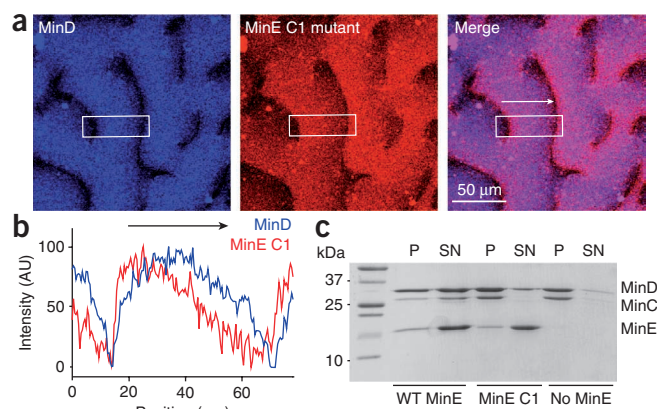 a
MinD
MinE C1 mutant
Merge
50 µm
b
MinD
MinE C1
Intensity (AU)
100
50
0
0 20 40 60
c
P SN P SN P SN
kDa
37
25
10
MinD
MinC
MinE
WT MinE MinE C1 No MinE